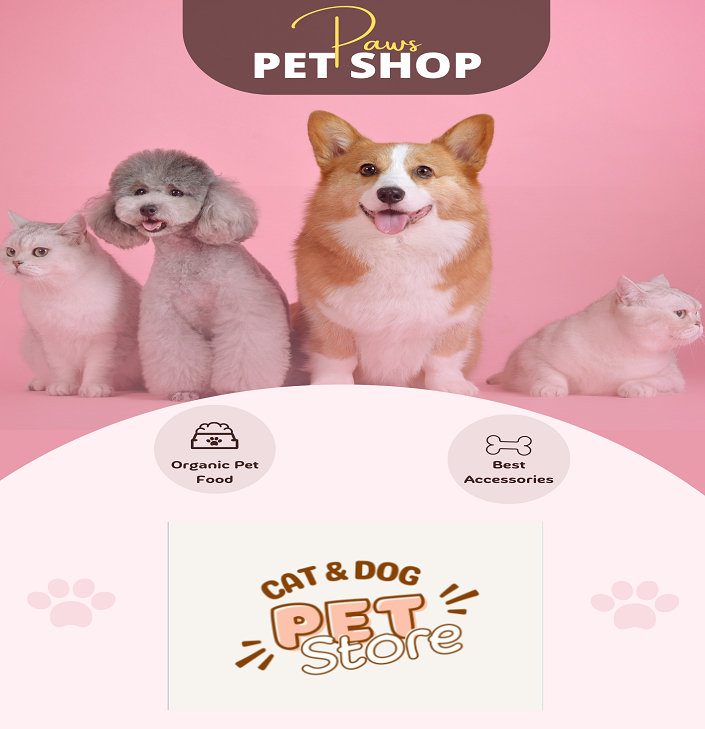 Paws
PET SHOP
Organic Pet
Food
Best
Accessories
CAT & DOG
PET
Store